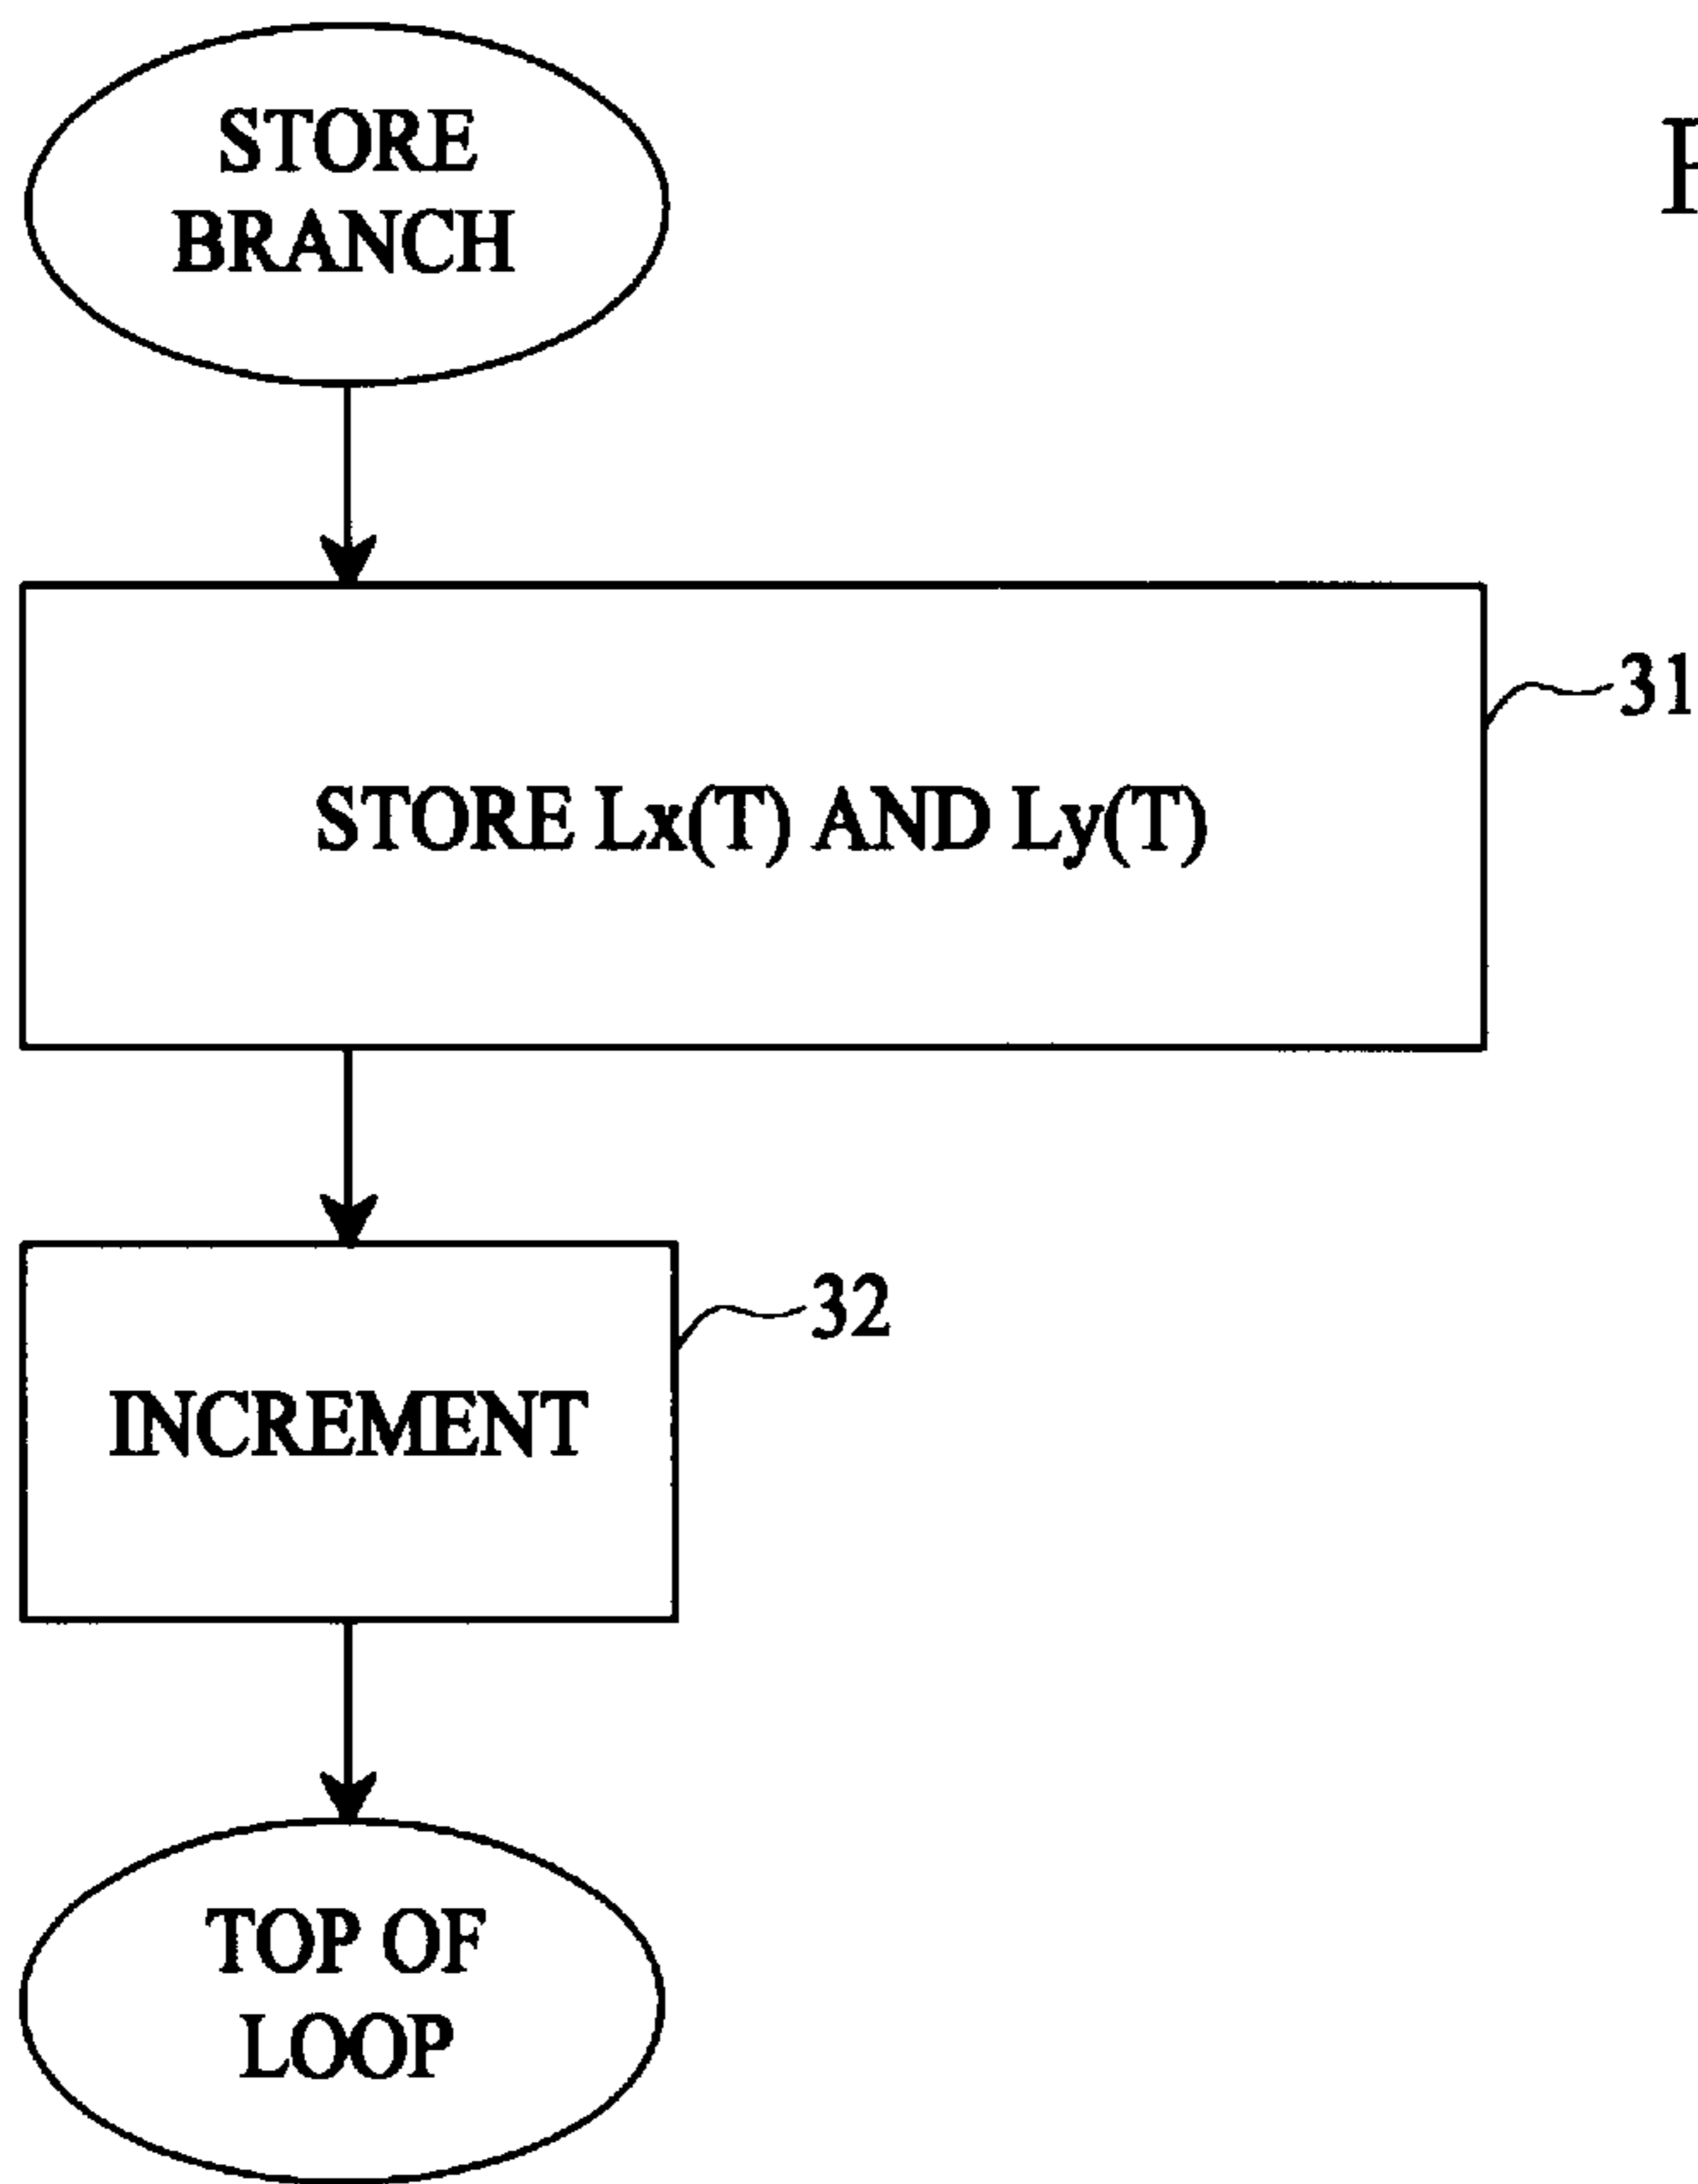 STORE
BRANCH
31
STORE Lx(T) AND Ly(T)
32
INCREMENT
TOP OF
LOOP